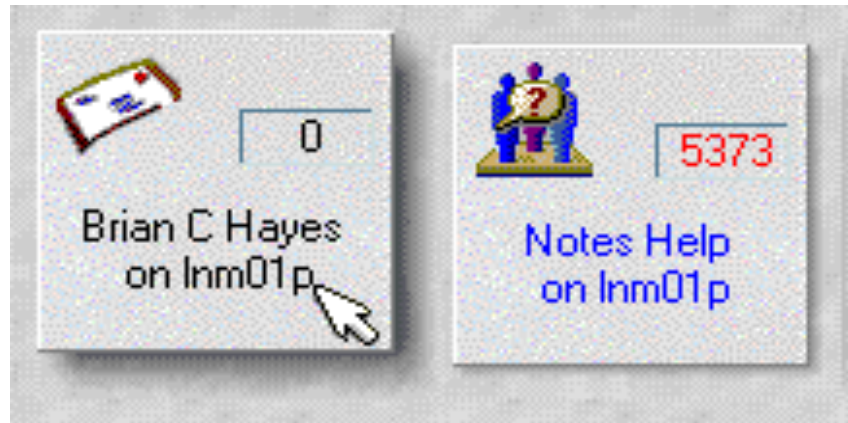 0
Brian C Hayes
on lnm01p
?
5373
Notes Help
on lnm01p